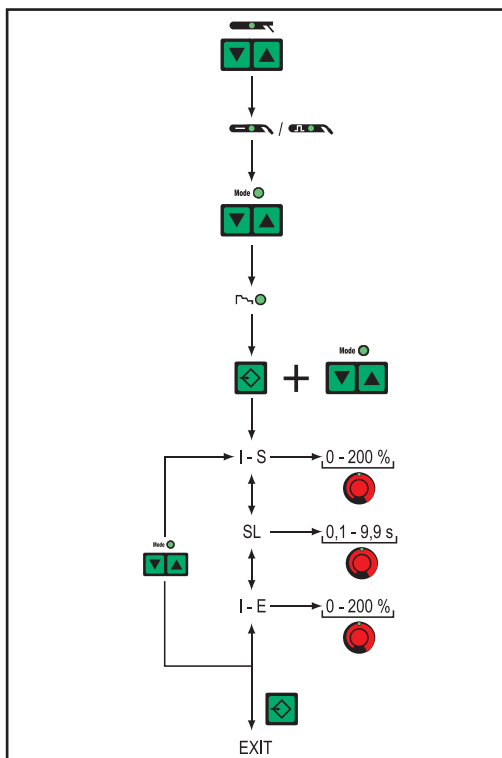 /
Mode
Mode
+
I - S 0 - 200 %
Mode
SL 0,1 - 9,9 s
I - E 0 - 200 %
EXIT